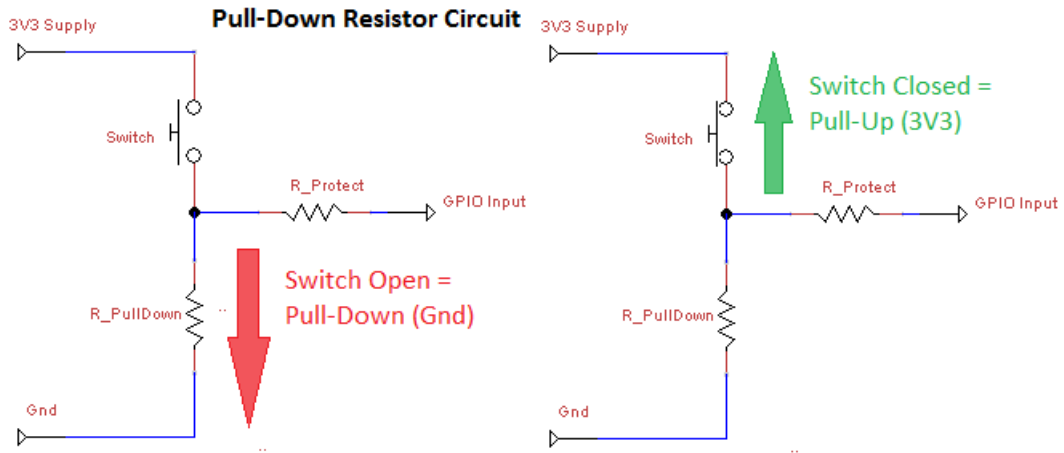 Pull-Down Resistor Circuit
3V3 Supply
Switch
R_Protect
GPIO Input
Switch Open =
Pull-Down (Gnd)
R_PullDown
Gnd
3V3 Supply
Switch Closed =
Pull-Up (3V3)
Switch
R_Protect
GPIO Input
R_PullDown
Gnd